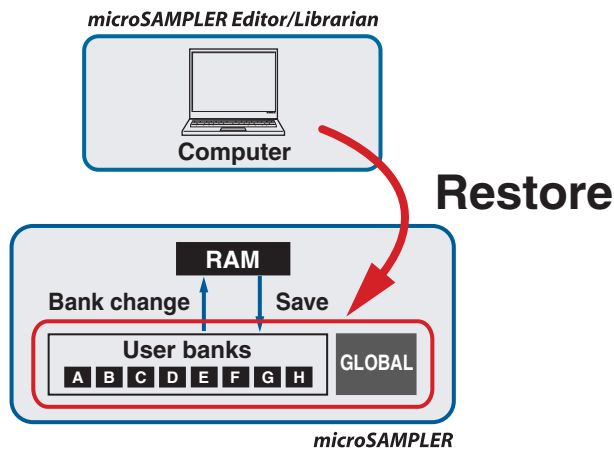 microSAMPLER Editor/Librarian
Computer
Restore
RAM
Bank change
Save
User banks
GLOBAL
A B C D E F G H
microSAMPLER